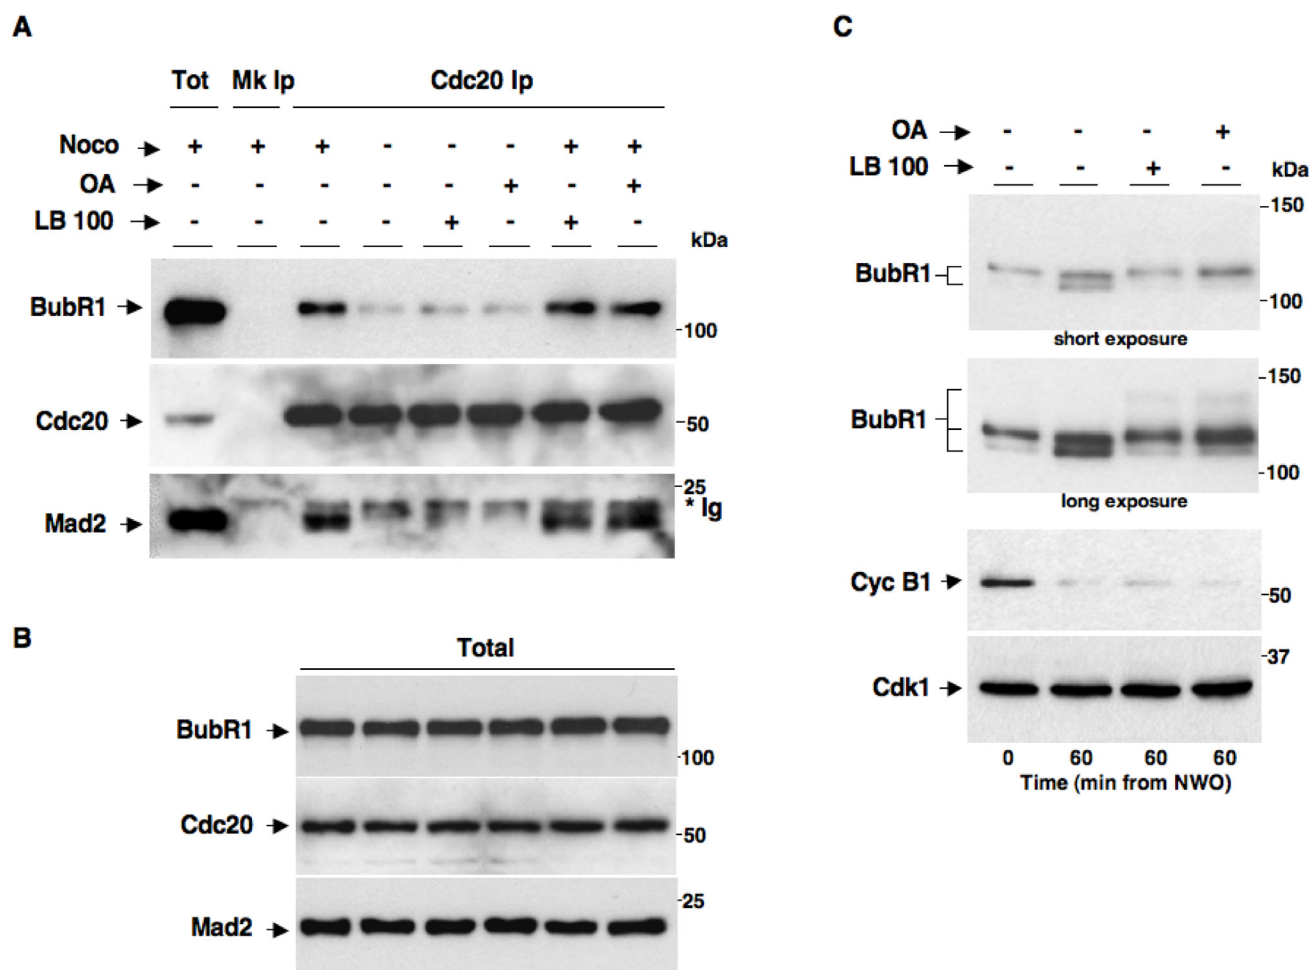 A
Tot Mk Ip Cdc20 Ip
Noco + + + - - - + +
OA - - - - - + - +
LB 100 - - - - + - + -
kDa
BubR1
-100
Cdc20
-50
-25
* Ig
Mad2
B
Total
BubR1
-100
Cdc20
-50
-25
Mad2
C
OA - - - +
LB 100 - - + -
kDa
-150
BubR1
-100
short exposure
-150
BubR1
-100
long exposure
Cyc B1
-50
-37
Cdk1
0 60 60 60
Time (min from NWO)